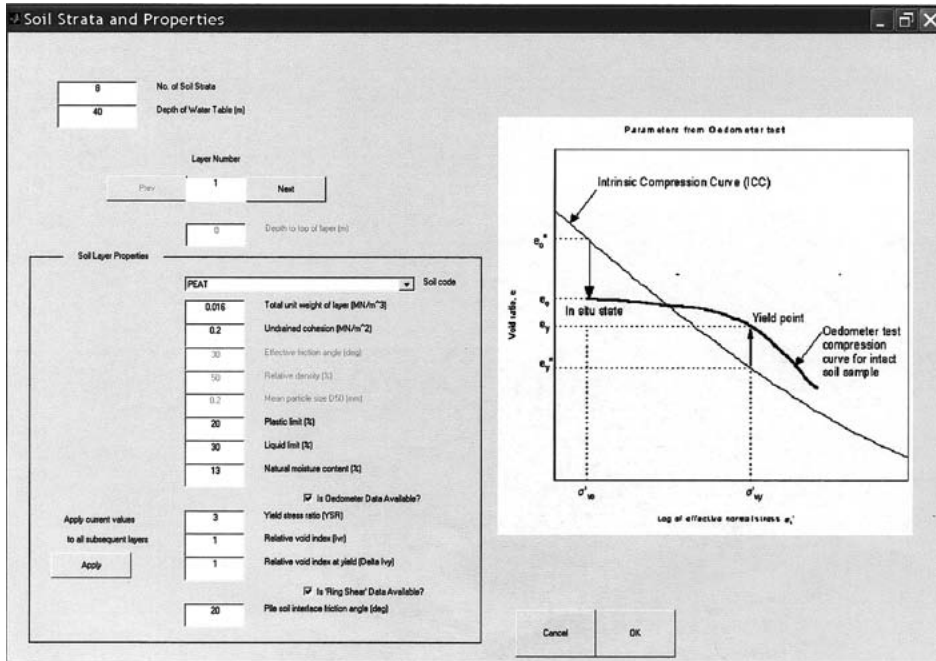 Soil Strata and Properties
8 No. of Soil Strata
40 Depth of Water Table (m)
Layer Number
Prev 1 Next
0 Depth to top of layer (m)
Soil Layer Properties
PEAT Soil code
0.016 Total unit weight of layer (MN/m^3)
0.2 Undrained cohesion (MN/m^2)
30 Effective friction angle (deg)
50 Relative density (%)
0.2 Mean particle size D50 (mm)
20 Plastic limit (%)
30 Liquid limit (%)
13 Natural moisture content (%)
Is Oedometer Data Available?
Apply current values
to all subsequent layers
Apply
3 Yield stress ratio (YSR)
1 Relative void index (Ivr)
1 Relative void index at yield (Delta Ivy)
Is 'Ring Shear' Data Available?
20 Pile soil interface friction angle (deg)
Parameters from Oedometer test
Intrinsic Compression Curve (ICC)
Void ratio, e
e₀*
e₀
eᵧ
eᵧ*
In situ state
Yield point
Oedometer test
compression
curve for intact
soil sample
σ'vo
σ'vy
Log of effective normal stress σᵥ'
Cancel OK